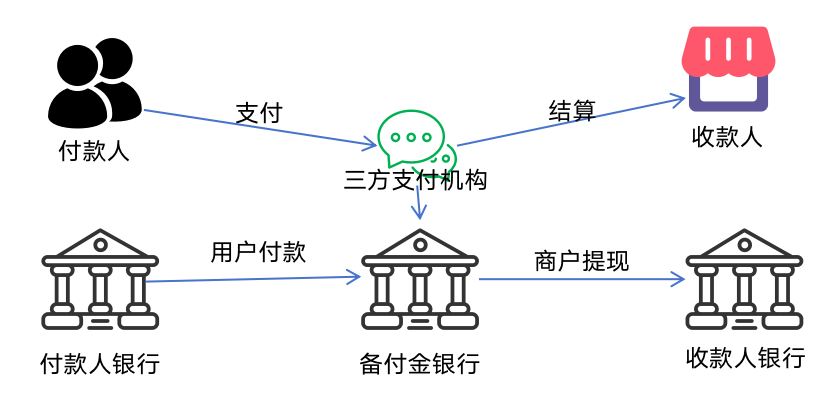 支付
结算
付款人
收款人
三方支付机构
用户付款
商户提现
付款人银行
备付金银行
收款人银行